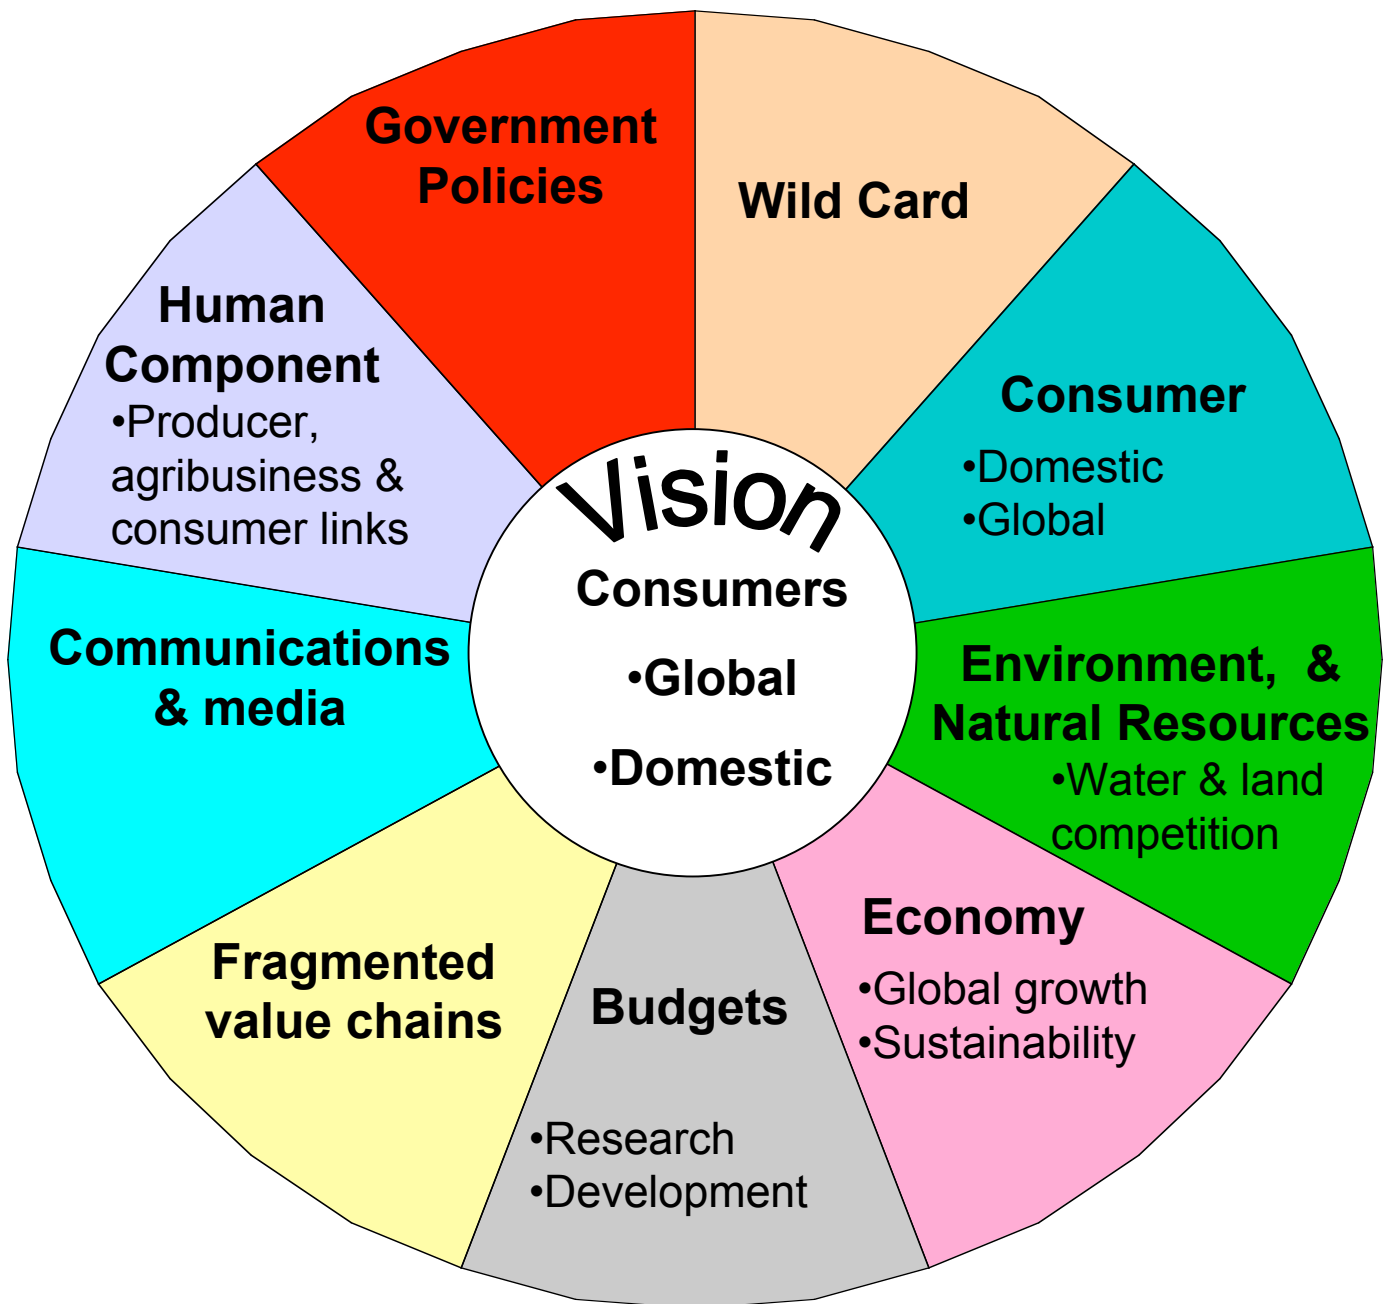 Government
Policies
Wild Card
Human
Component
•Producer,
agribusiness &
consumer links
Consumer
•Domestic
•Global
Vision
Consumers
•Global
•Domestic
Communications
& media
Environment,  &
Natural Resources
•Water & land
competition
Economy
•Global growth
•Sustainability
Fragmented
value chains
Budgets
•Research
•Development